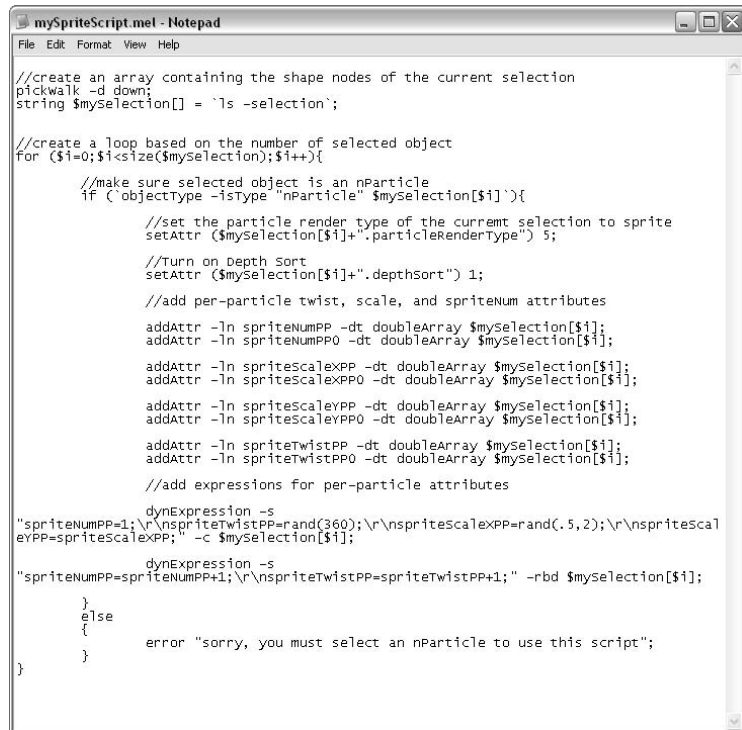 mySpriteScript.mel - Notepad
File Edit Format View Help
//create an array containing the shape nodes of the current selection
pickWalk -d down;
string $mySelection[] = `ls -selection`;
//create a loop based on the number of selected object
for ($i=0;$i<size($mySelection);$i++){
//make sure selected object is an nParticle
if (`objectType -isType "nParticle" $mySelection[$i]`){
//set the particle render type of the curremt selection to sprite
setAttr ($mySelection[$i]+".particleRenderType") 5;
//Turn on Depth Sort
setAttr ($mySelection[$i]+".depthSort") 1;
//add per-particle twist, scale, and spriteNum attributes
addAttr -ln spriteNumPP -dt doubleArray $mySelection[$i];
addAttr -ln spriteNumPP0 -dt doubleArray $mySelection[$i];
addAttr -ln spriteScaleXPP -dt doubleArray $mySelection[$i];
addAttr -ln spriteScaleXPP0 -dt doubleArray $mySelection[$i];
addAttr -ln spriteScaleYPP -dt doubleArray $mySelection[$i];
addAttr -ln spriteScaleYPP0 -dt doubleArray $mySelection[$i];
addAttr -ln spriteTwistPP -dt doubleArray $mySelection[$i];
addAttr -ln spriteTwistPP0 -dt doubleArray $mySelection[$i];
//add expressions for per-particle attributes
dynExpression -s
"spriteNumPP=1;\r\nspriteTwistPP=rand(360);\r\nspriteScaleXPP=rand(.5,2);\r\nspriteScal
eYPP=spriteScaleXPP;" -c $mySelection[$i];
dynExpression -s
"spriteNumPP=spriteNumPP+1;\r\nspriteTwistPP=spriteTwistPP+1;" -rbd $mySelection[$i];
}
else
{
error "sorry, you must select an nParticle to use this script";
}
}